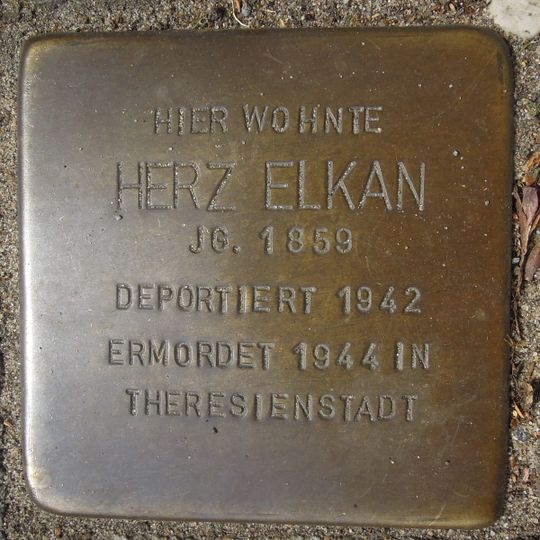 HIER WOHNTE
HERZ ELKAN
JG. 1859
DEPORTIERT 1942
ERMORDET 1944 IN
THERESIENSTADT